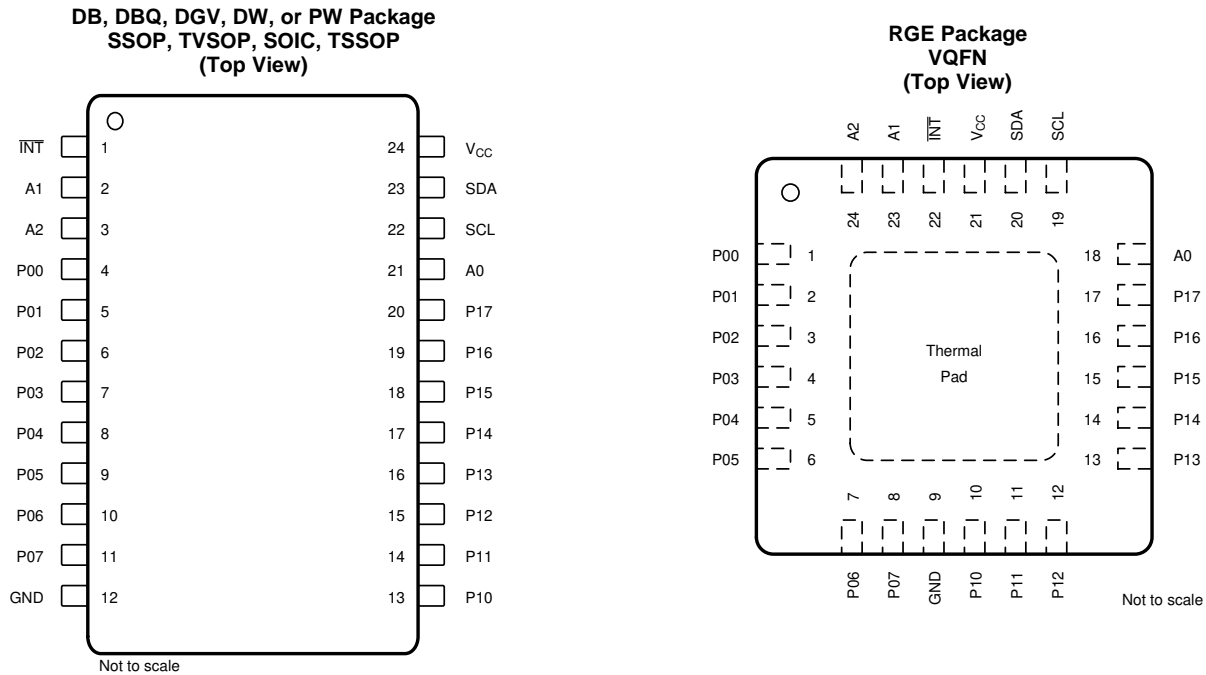 DB, DBQ, DGV, DW, or PW Package
SSOP, TVSOP, SOIC, TSSOP
(Top View)
INT 1 24 VCC
A1 2 23 SDA
A2 3 22 SCL
P00 4 21 A0
P01 5 20 P17
P02 6 19 P16
P03 7 18 P15
P04 8 17 P14
P05 9 16 P13
P06 10 15 P12
P07 11 14 P11
GND 12 13 P10
Not to scale
RGE Package
VQFN
(Top View)
A2 A1 INT VCC SDA SCL
24 23 22 21 20 19
P00 1 18 A0
P01 2 17 P17
P02 3 16 P16
Thermal
Pad
P03 4 15 P15
P04 5 14 P14
P05 6 13 P13
7 8 9 10 11 12
P06 P07 GND P10 P11 P12
Not to scale